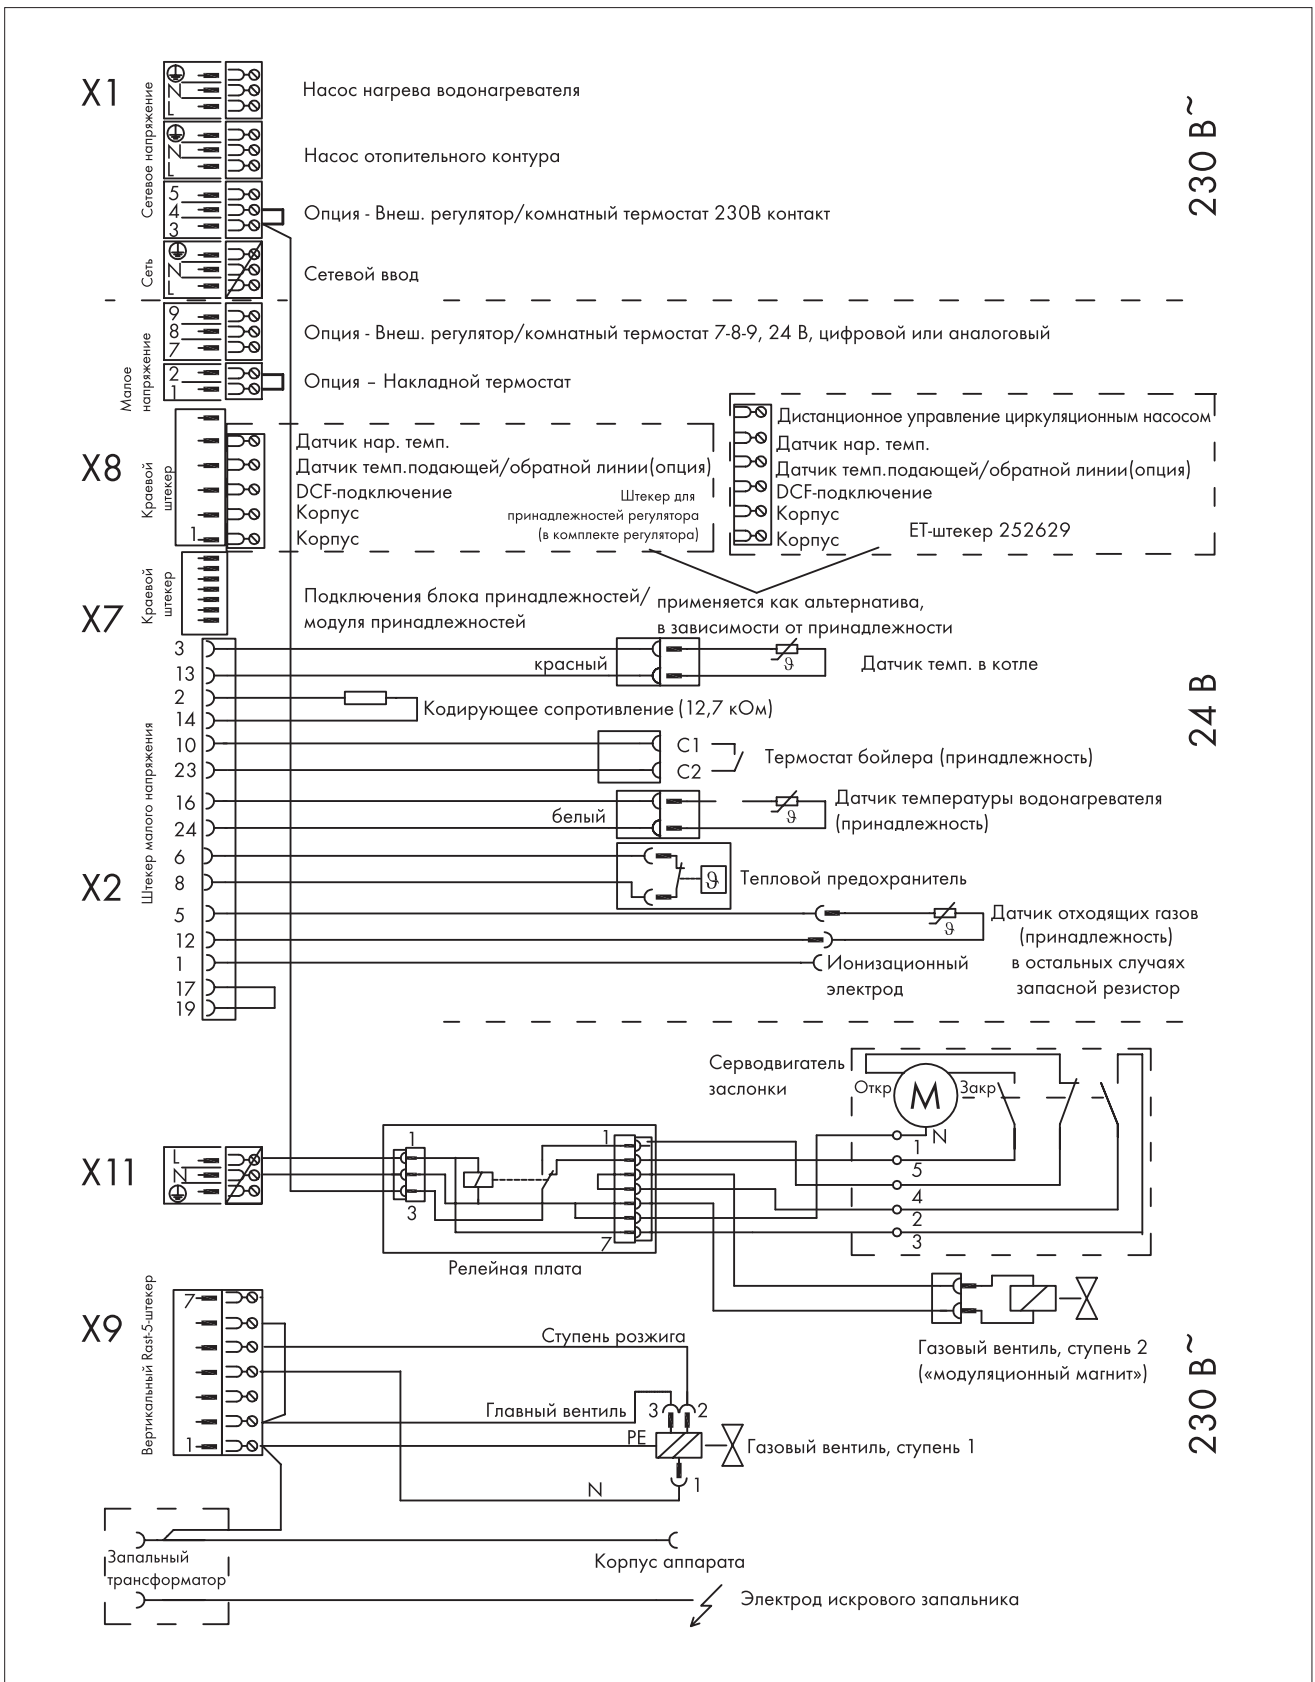 X1
Сетевое напряжение
N
L
Насос нагрева водонагревателя
N
L
Насос отопительного контура
5
4
3
Опция - Внеш. регулятор/комнатный термостат 230В контакт
Сеть
N
L
Сетевой ввод
230 В~
Малое
напряжение
9
8
7
Опция - Внеш. регулятор/комнатный термостат 7-8-9, 24 В, цифровой или аналоговый
2
1
Опция – Накладной термостат
X8
Краевой
штекер
1
Датчик нар. темп.
Датчик темп.подающей/обратной линии(опция)
DCF-подключение
Корпус
Корпус
Штекер для
принадлежностей регулятора
(в комплекте регулятора)
Дистанционное управление циркуляционным насосом
Датчик нар. темп.
Датчик темп.подающей/обратной линии(опция)
DCF-подключение
Корпус
Корпус
ET-штекер 252629
X7
Краевой
штекер
Подключения блока принадлежностей/
модуля принадлежностей
применяется как альтернатива,
в зависимости от принадлежности
24 В
X2
Штекер малого напряжения
3
13
красный
ϑ
Датчик темп. в котле
2
14
Кодирующее сопротивление (12,7 кОм)
10
23
C1
C2
Термостат бойлера (принадлежность)
16
24
белый
ϑ
Датчик температуры водонагревателя
(принадлежность)
6
8
ϑ
Тепловой предохранитель
5
12
ϑ
Датчик отходящих газов
(принадлежность)
в остальных случаях
запасной резистор
1
Ионизационный
электрод
17
19
Серводвигатель
заслонки
Откр
M
Закр
N
1
5
4
2
3
X11
L
N
1
3
1
7
Релейная плата
Газовый вентиль, ступень 2
(«модуляционный магнит»)
X9
Вертикальный Rast-5-штекер
7
1
Ступень розжига
Главный вентиль
3
2
PE
Газовый вентиль, ступень 1
1
N
230 В~
Запальный
трансформатор
Корпус аппарата
Электрод искрового запальника